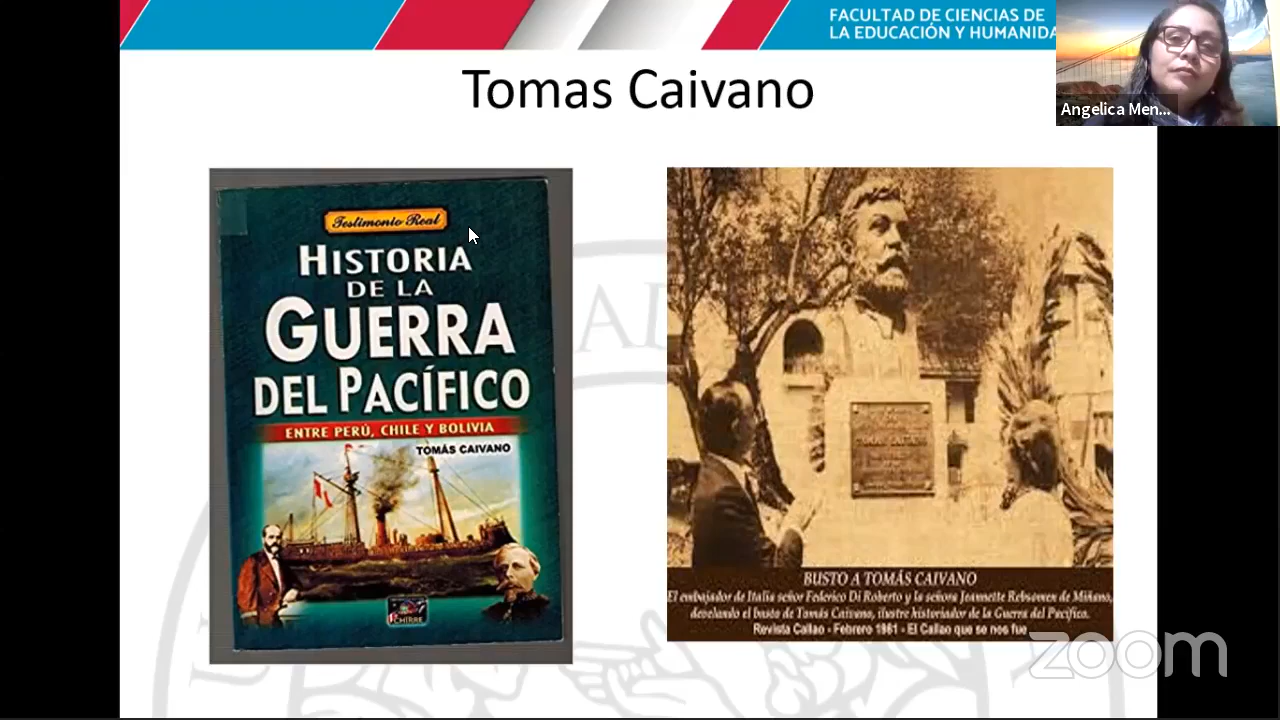 FACULTAD DE CIENCIAS DE
LA EDUCACIÓN Y HUMANIDA
Tomas Caivano
Angelica Men...
Testimonio Real
HISTORIA
DE LA
GUERRA
DEL PACÍFICO
ENTRE PERÚ, CHILE Y BOLIVIA
TOMÁS CAIVANO
TOMAS CAIVANO
BUSTO A TOMÁS CAIVANO
El embajador de Italia señor Federico Di Roberto y la señora Jeannette Rebsomen de Miñano,
develando el busto de Tomás Caivano, ilustre historiador de la Guerra del Pacífico.
Revista Callao - Febrero 1961 - El Callao que se nos fue
zoom